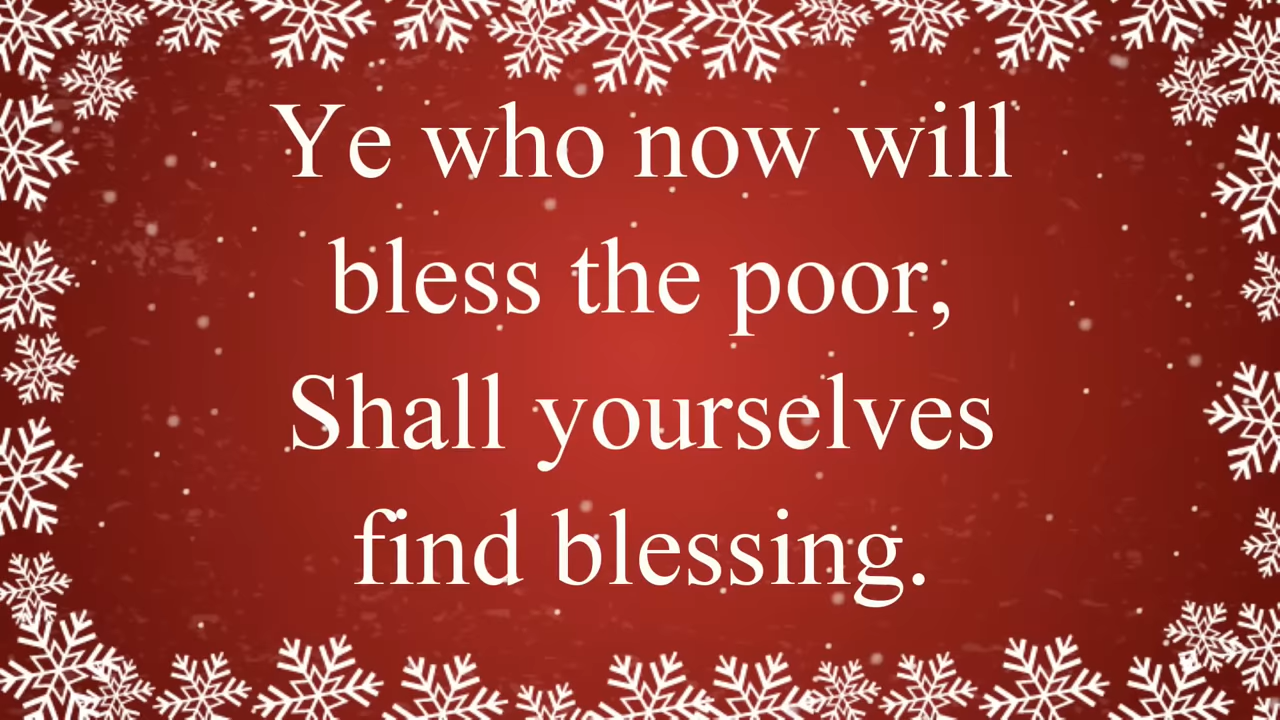 Ye who now will
bless the poor,
Shall yourselves
find blessing.